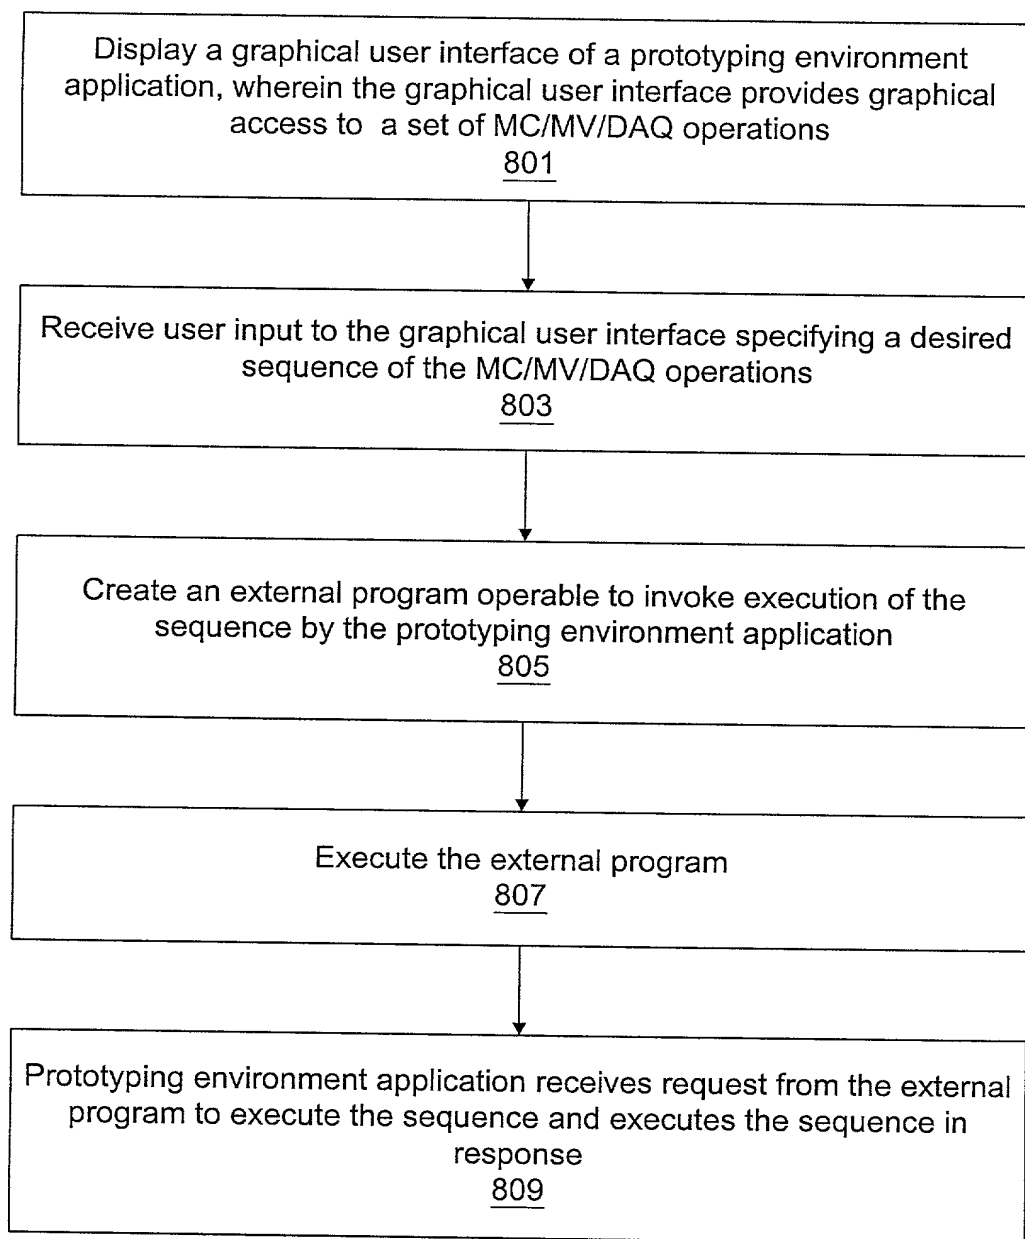 Display a graphical user interface of a prototyping environment
application, wherein the graphical user interface provides graphical
access to a set of MC/MV/DAQ operations
801
Receive user input to the graphical user interface specifying a desired
sequence of the MC/MV/DAQ operations
803
Create an external program operable to invoke execution of the
sequence by the prototyping environment application
805
Execute the external program
807
Prototyping environment application receives request from the external
program to execute the sequence and executes the sequence in
response
809